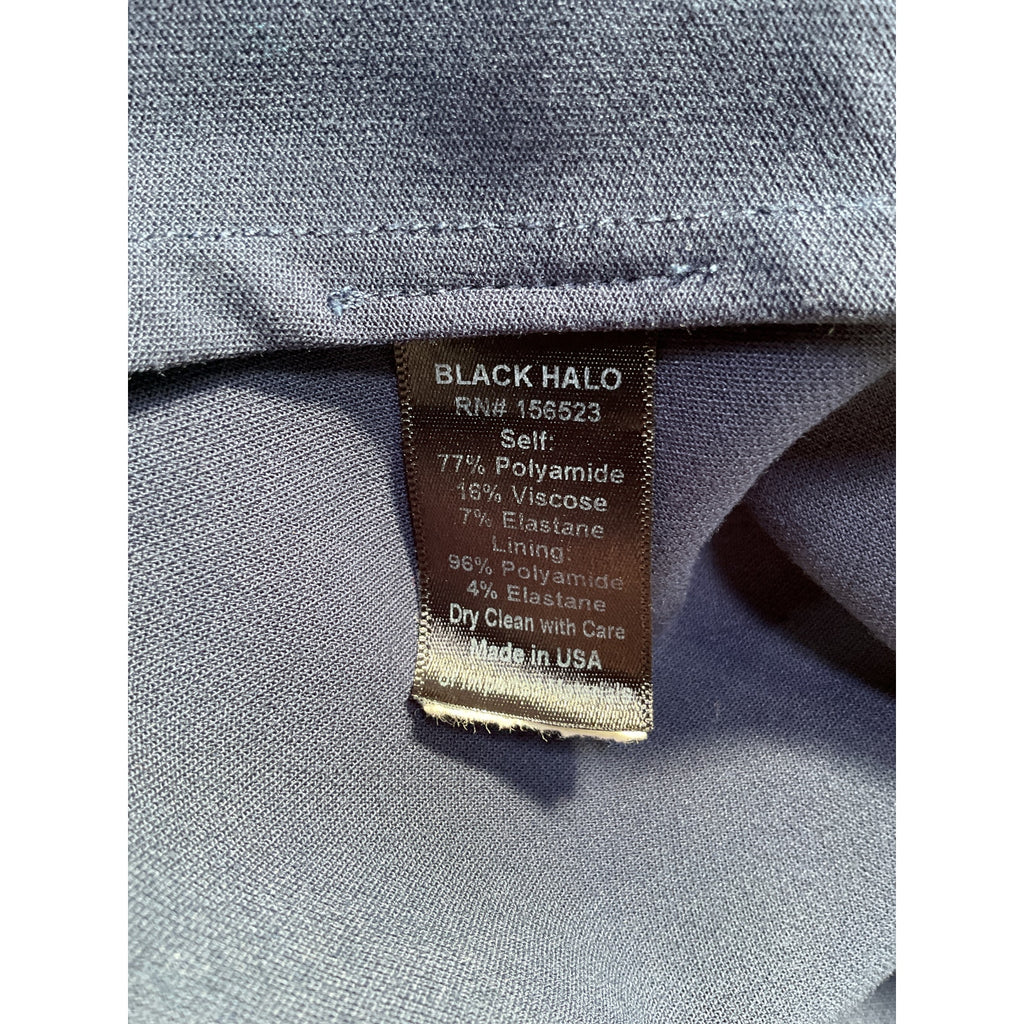 BLACK HALO
RN# 156523
Self:
77% Polyamide
16% Viscose
7% Elastane
Lining:
96% Polyamide
4% Elastane
Dry Clean with Care
Made in USA